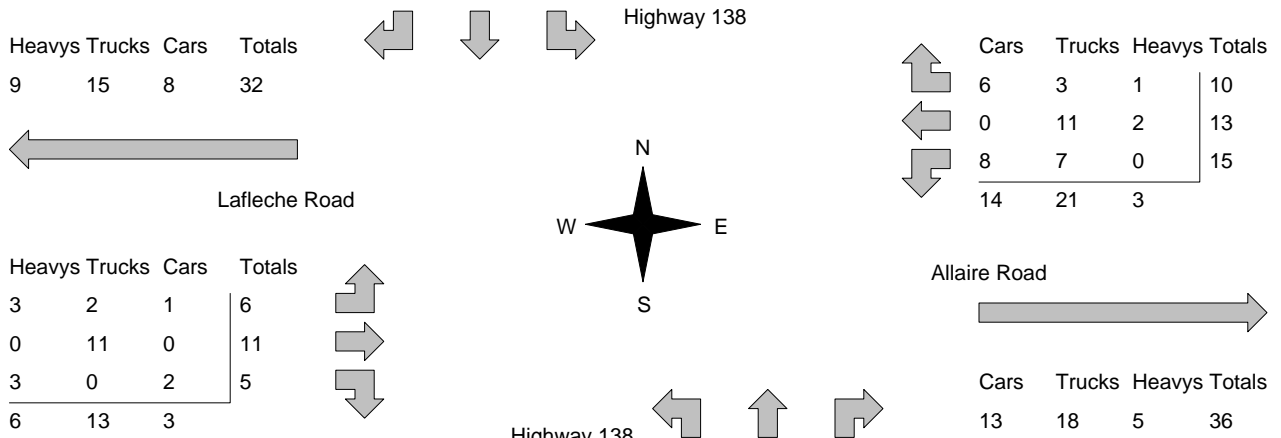 Highway 138
Heavys Trucks Cars Totals
9 15 8 32
Cars Trucks Heavys Totals
6 3 1 10
0 11 2 13
8 7 0 15
14 21 3
N
W E
S
Lafleche Road
Heavys Trucks Cars Totals
3 2 1 6
0 11 0 11
3 0 2 5
6 13 3
Allaire Road
Cars Trucks Heavys Totals
13 18 5 36
Highway 138